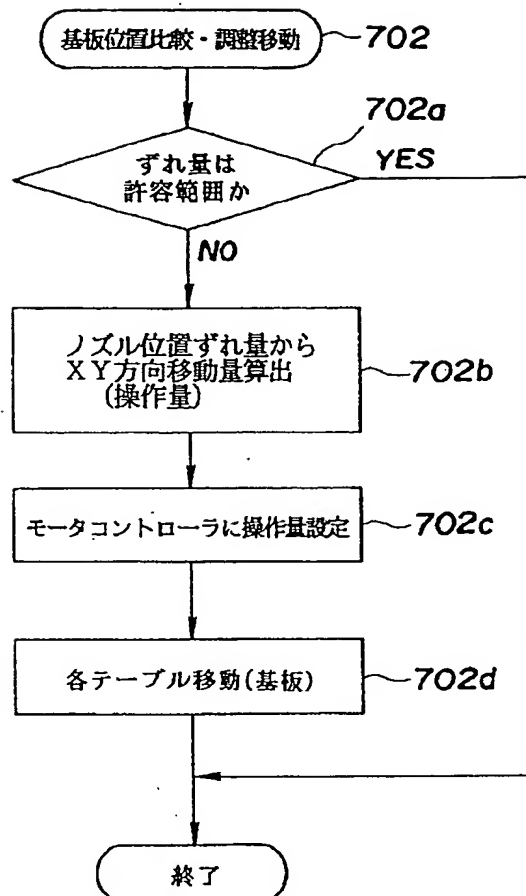 基板位置比較・調整移動
702
702a
ずれ量は
許容範囲か
YES
NO
ノズル位置ずれ量から
XY方向移動量算出
(操作量)
702b
モータコントローラに操作量設定
702c
各テーブル移動(基板)
702d
終了